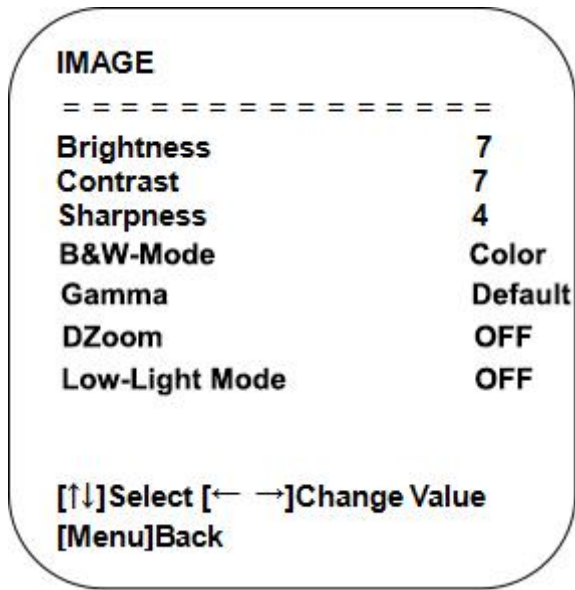 IMAGE
= = = = = = = = = = = = = = =
Brightness 7
Contrast 7
Sharpness 4
B&W-Mode Color
Gamma Default
DZoom OFF
Low-Light Mode OFF
[↑↓]Select [← →]Change Value
[Menu]Back